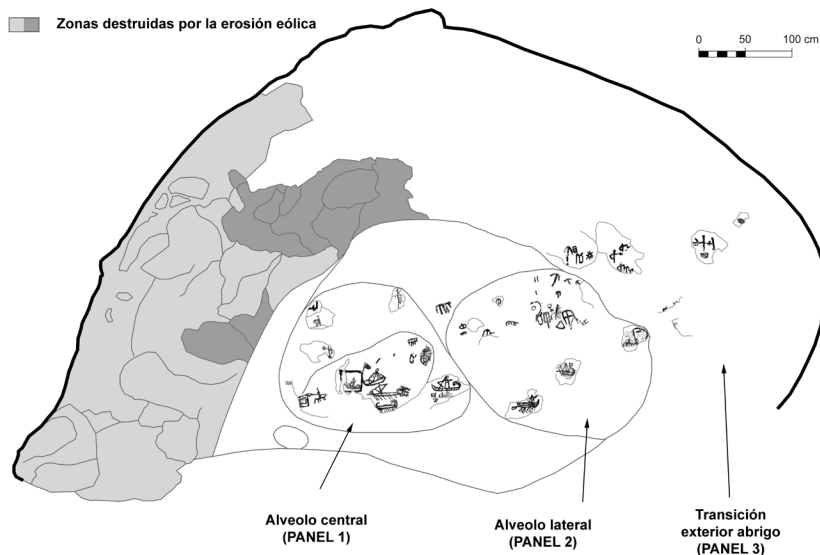 Zonas destruidas por la erosión eólica
0 50 100 cm
Alveolo central
(PANEL 1)
Alveolo lateral
(PANEL 2)
Transición
exterior abrigo
(PANEL 3)